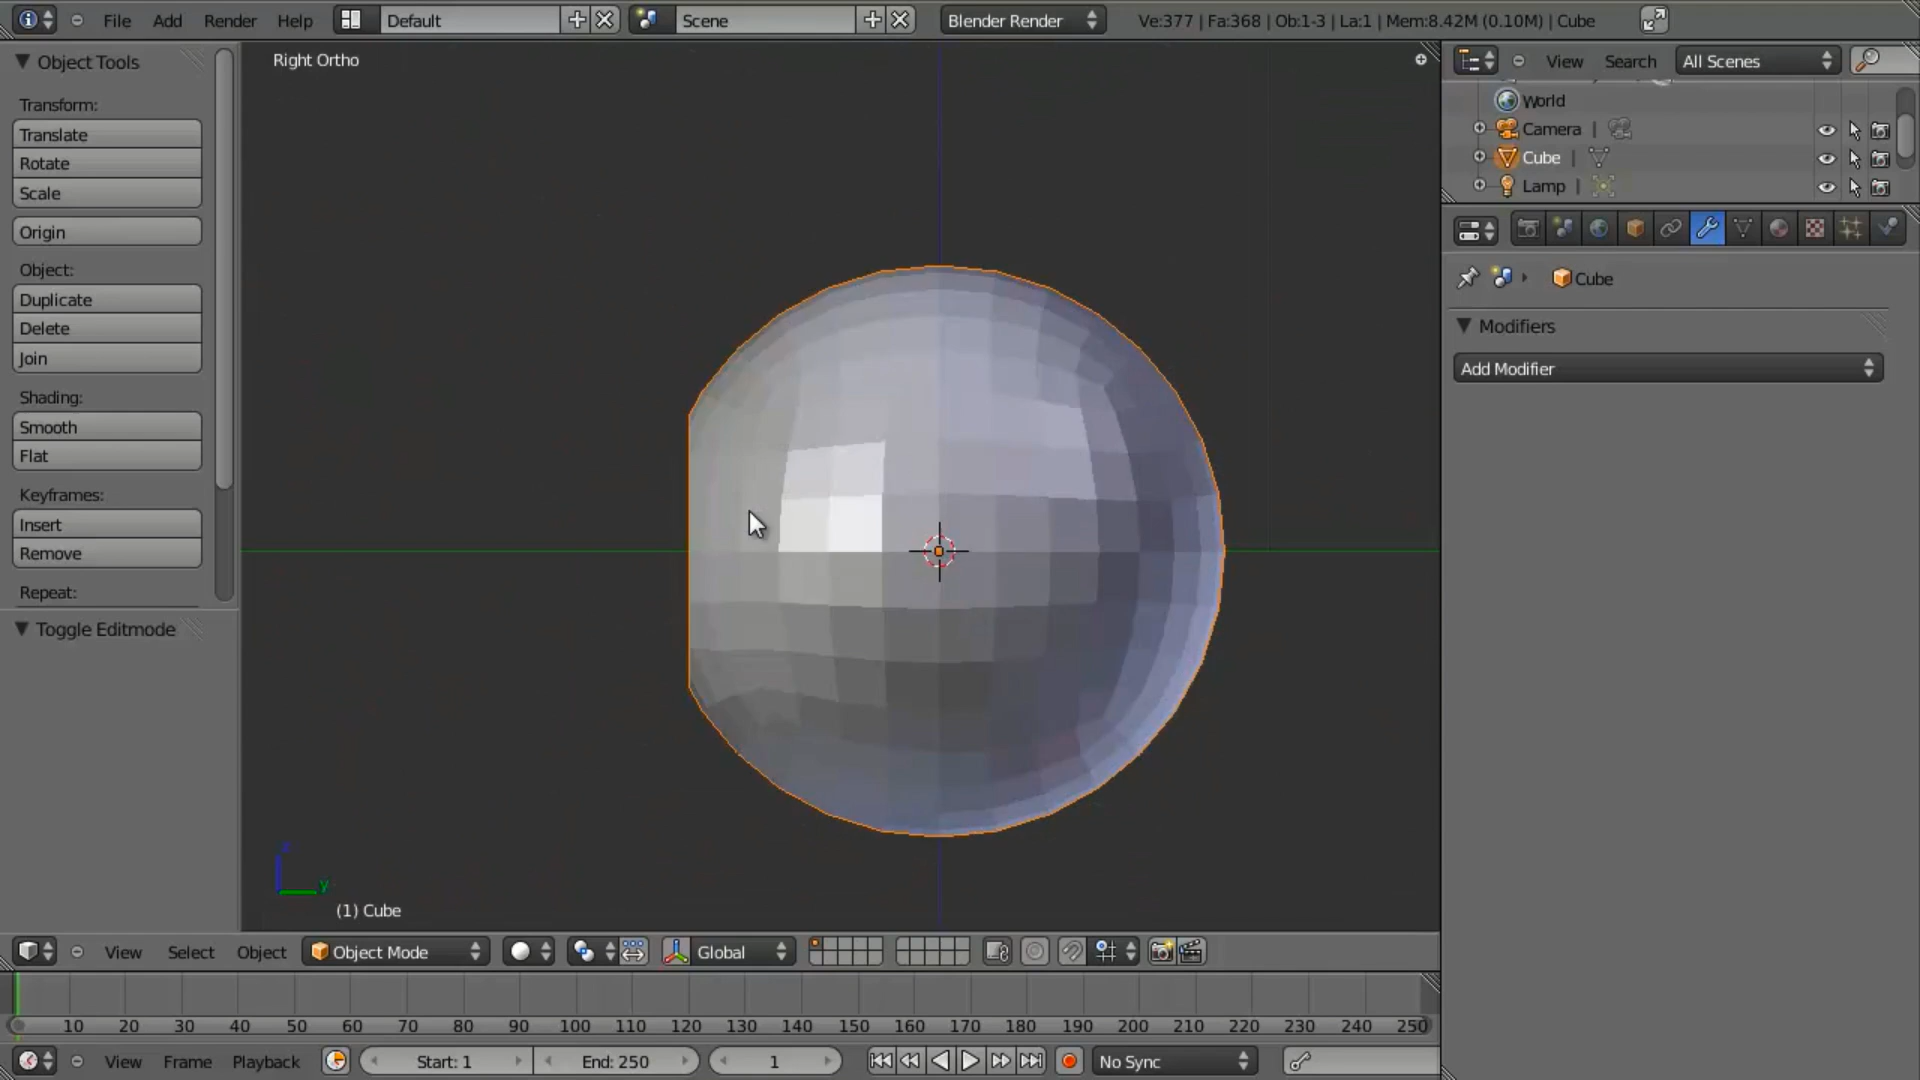 File Add Render Help Default Scene Blender Render Ve:377 | Fa:368 | Ob:1-3 | La:1 | Mem:8.42M (0.10M) | Cube
Object Tools
Transform:
Translate
Rotate
Scale
Origin
Object:
Duplicate
Delete
Join
Shading:
Smooth
Flat
Keyframes:
Insert
Remove
Repeat:
Toggle Editmode
Right Ortho
z
y
(1) Cube
View Search All Scenes
World
Camera
Cube
Lamp
Cube
Modifiers
Add Modifier
View Select Object Object Mode Global
10 20 30 40 50 60 70 80 90 100 110 120 130 140 150 160 170 180 190 200 210 220 230 240 250
View Frame Playback Start: 1 End: 250 1 No Sync